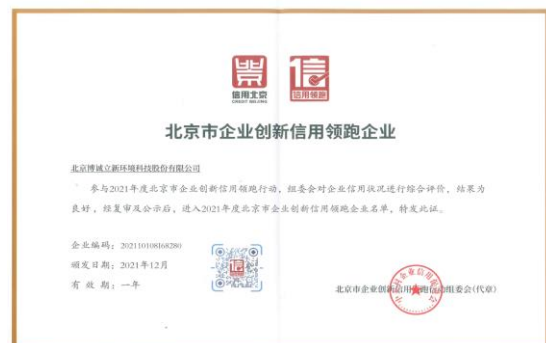 信用北京
CREDIT BEIJING
信
信用领跑
北京市企业创新信用领跑企业
北京博诚立新环境科技股份有限公司
参与2021年度北京市企业创新信用领跑行动，组委会对企业信用状况进行综合评价，结果为
良好，经复审及公示后，进入2021年度北京市企业创新信用领跑企业名单，特发此证。
企业编码：202110108168280
颁发日期：2021年12月
有 效 期：一年
信
北京市企业创新信用领跑行动组委会(代章)